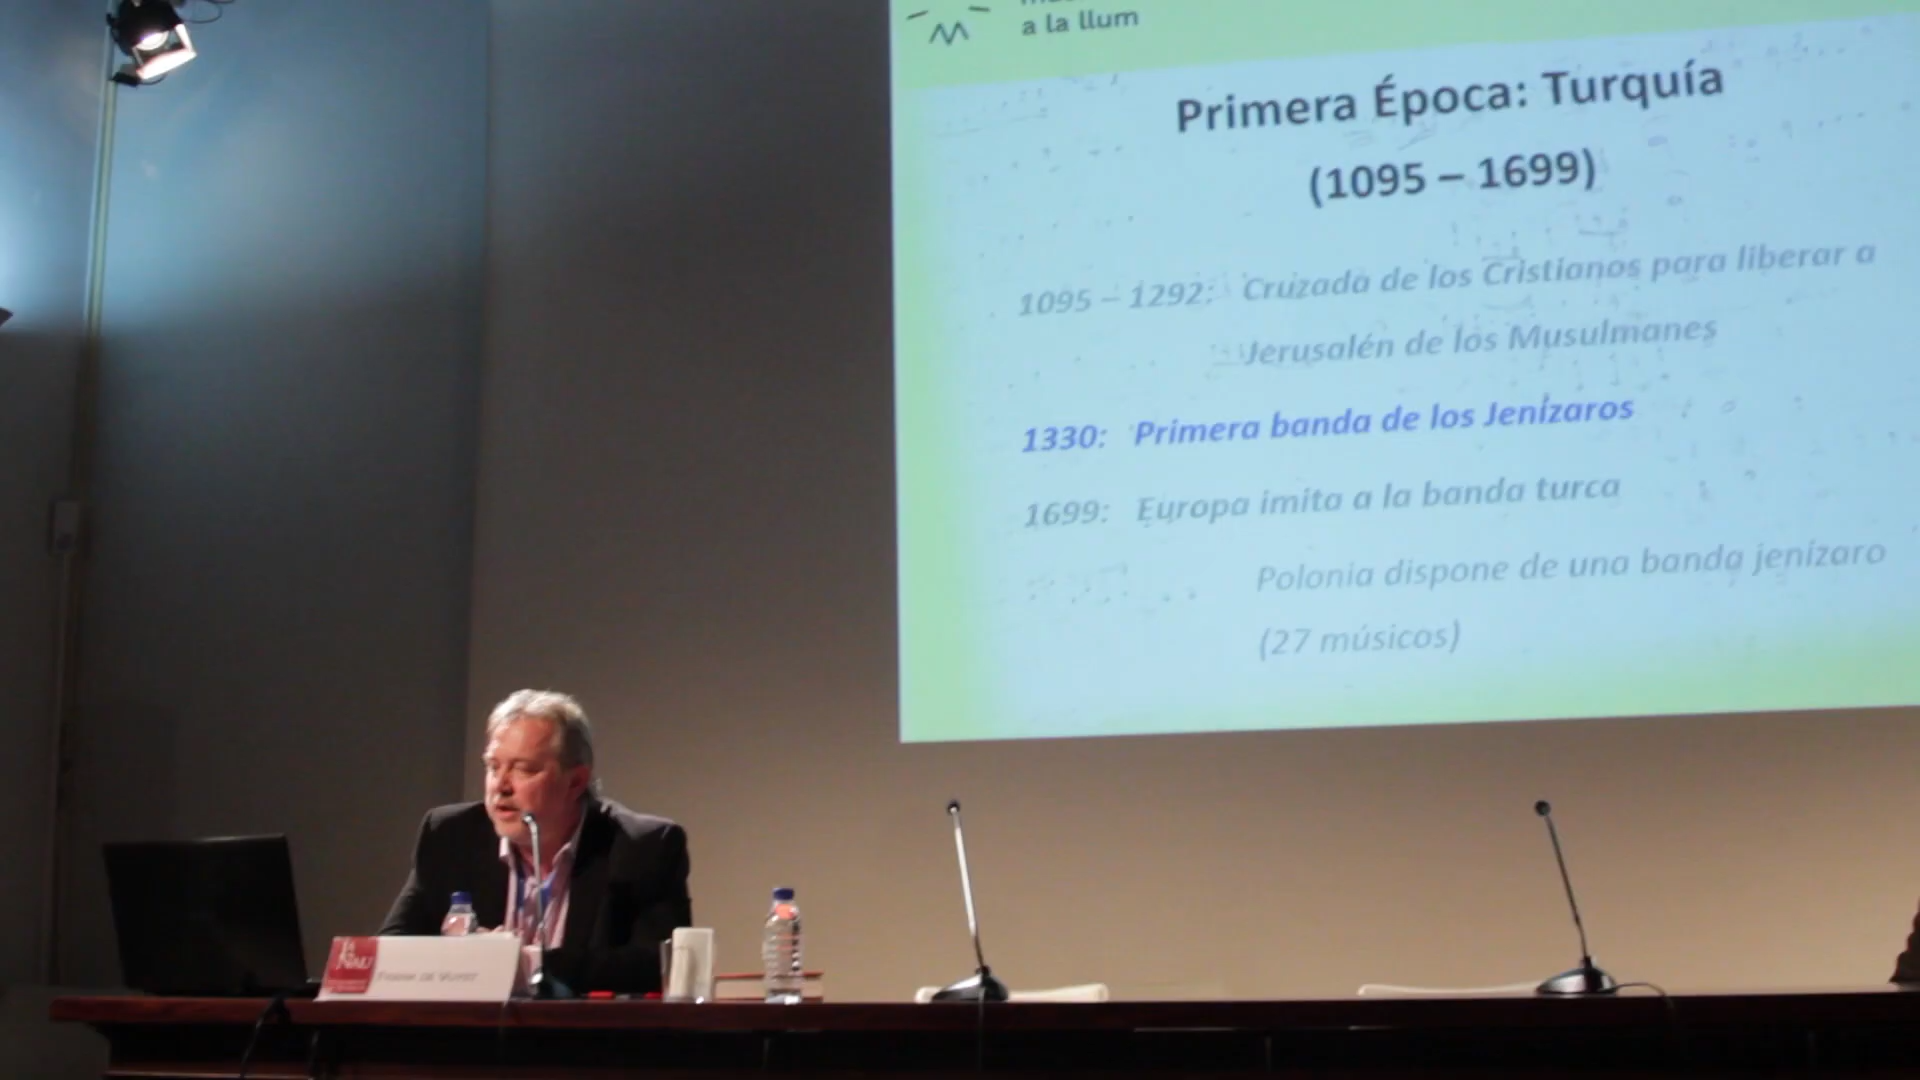 a la llum
Primera Época: Turquía
(1095 – 1699)
1095 – 1292: Cruzada de los Cristianos para liberar a
Jerusalén de los Musulmanes
1330: Primera banda de los Jenízaros
1699: Europa imita a la banda turca
Polonia dispone de una banda jenízaro
(27 músicos)